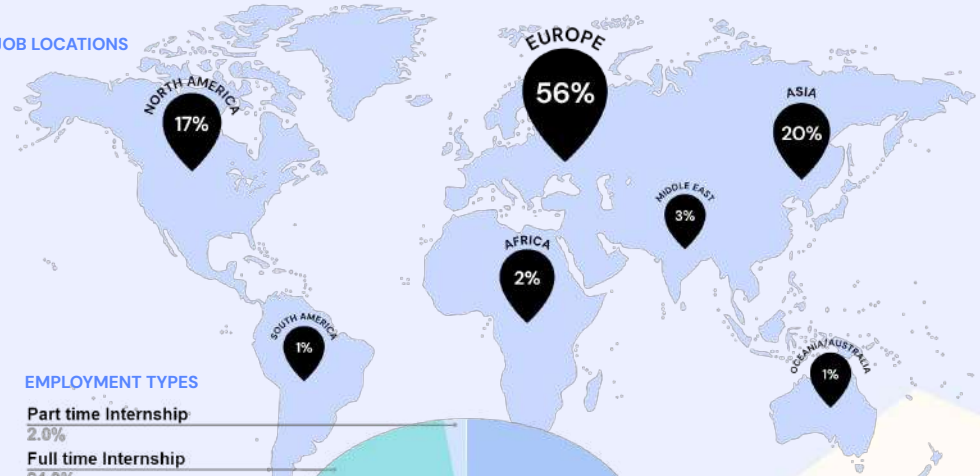 JOB LOCATIONS
EUROPE
56%
NORTH AMERICA
17%
ASIA
20%
MIDDLE EAST
3%
AFRICA
2%
SOUTH AMERICA
1%
OCEANIA/AUSTRALIA
1%
EMPLOYMENT TYPES
Part time Internship
2.0%
Full time Internship